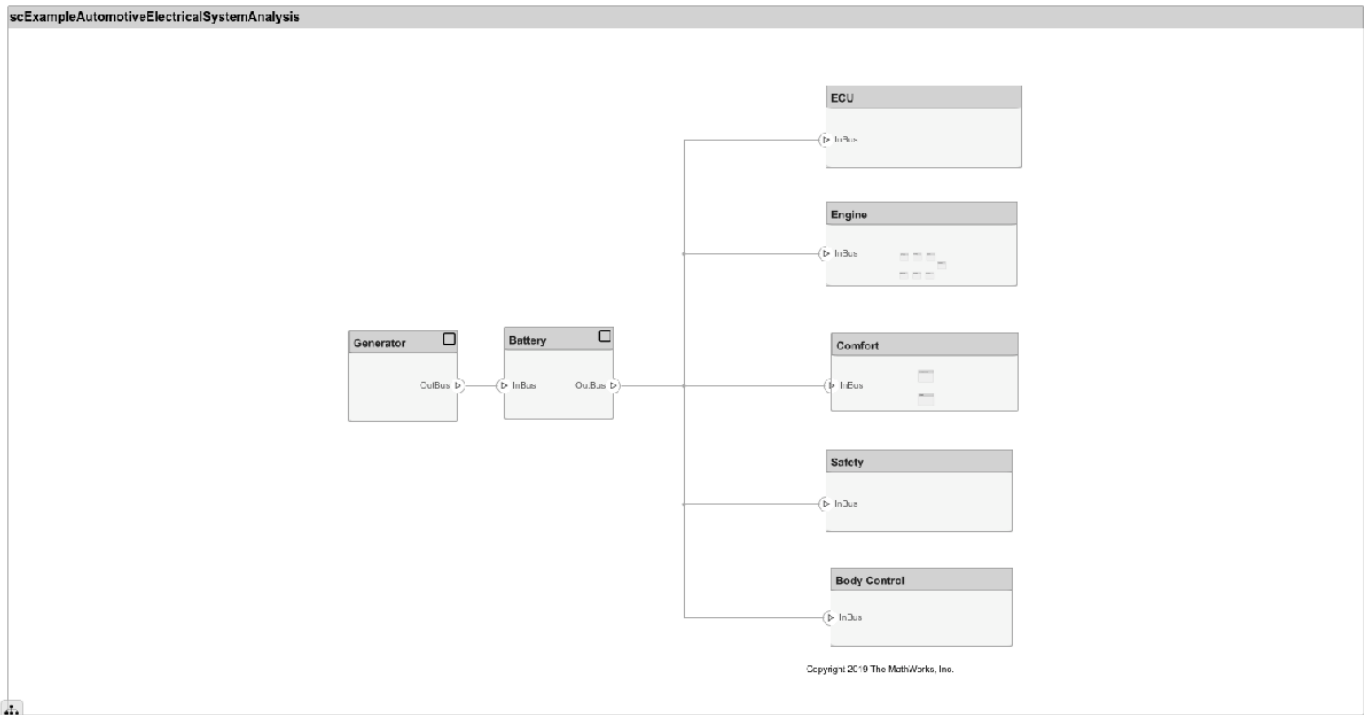 scExampleAutomotiveElectricalSystemAnalysis
ECU
InBus
Engine
InBus
Generator
OutBus
Battery
InBus
OutBus
Comfort
InBus
Safety
InBus
Body Control
InBus
Copyright 2019 The MathWorks, Inc.